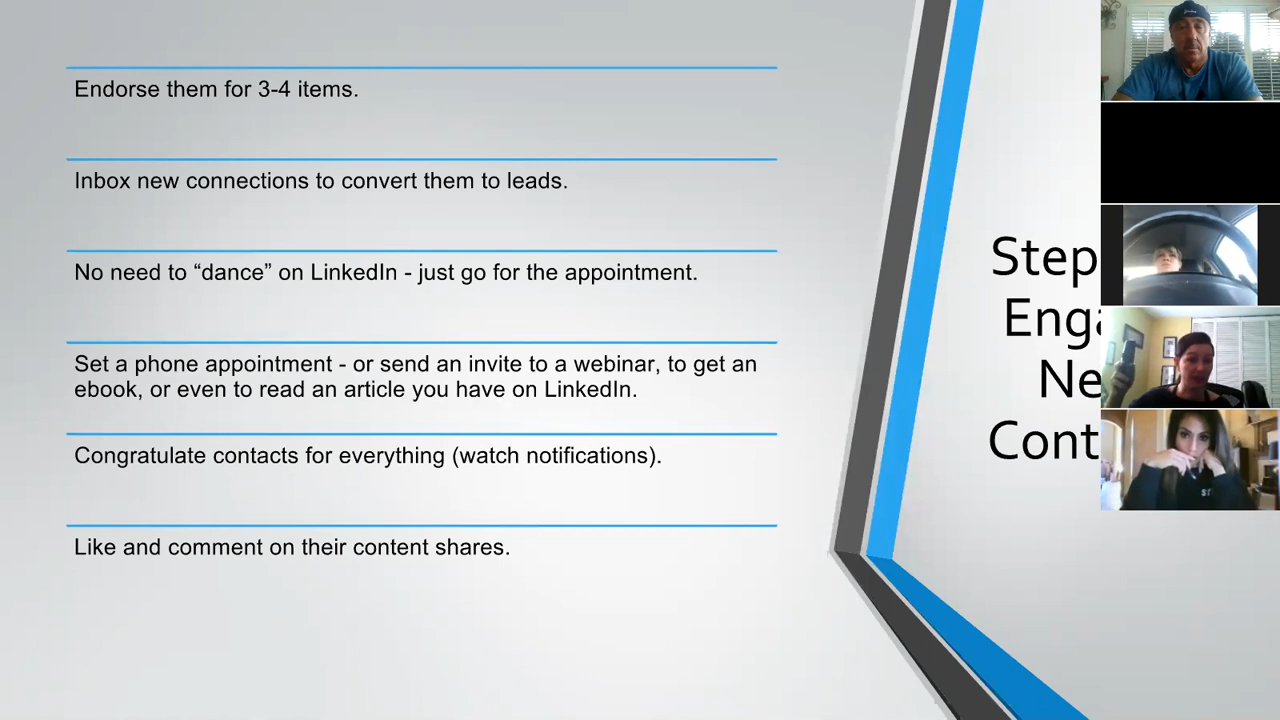 Endorse them for 3-4 items.
Inbox new connections to convert them to leads.
No need to “dance” on LinkedIn - just go for the appointment.
Set a phone appointment - or send an invite to a webinar, to get an
ebook, or even to read an article you have on LinkedIn.
Congratulate contacts for everything (watch notifications).
Like and comment on their content shares.
Step